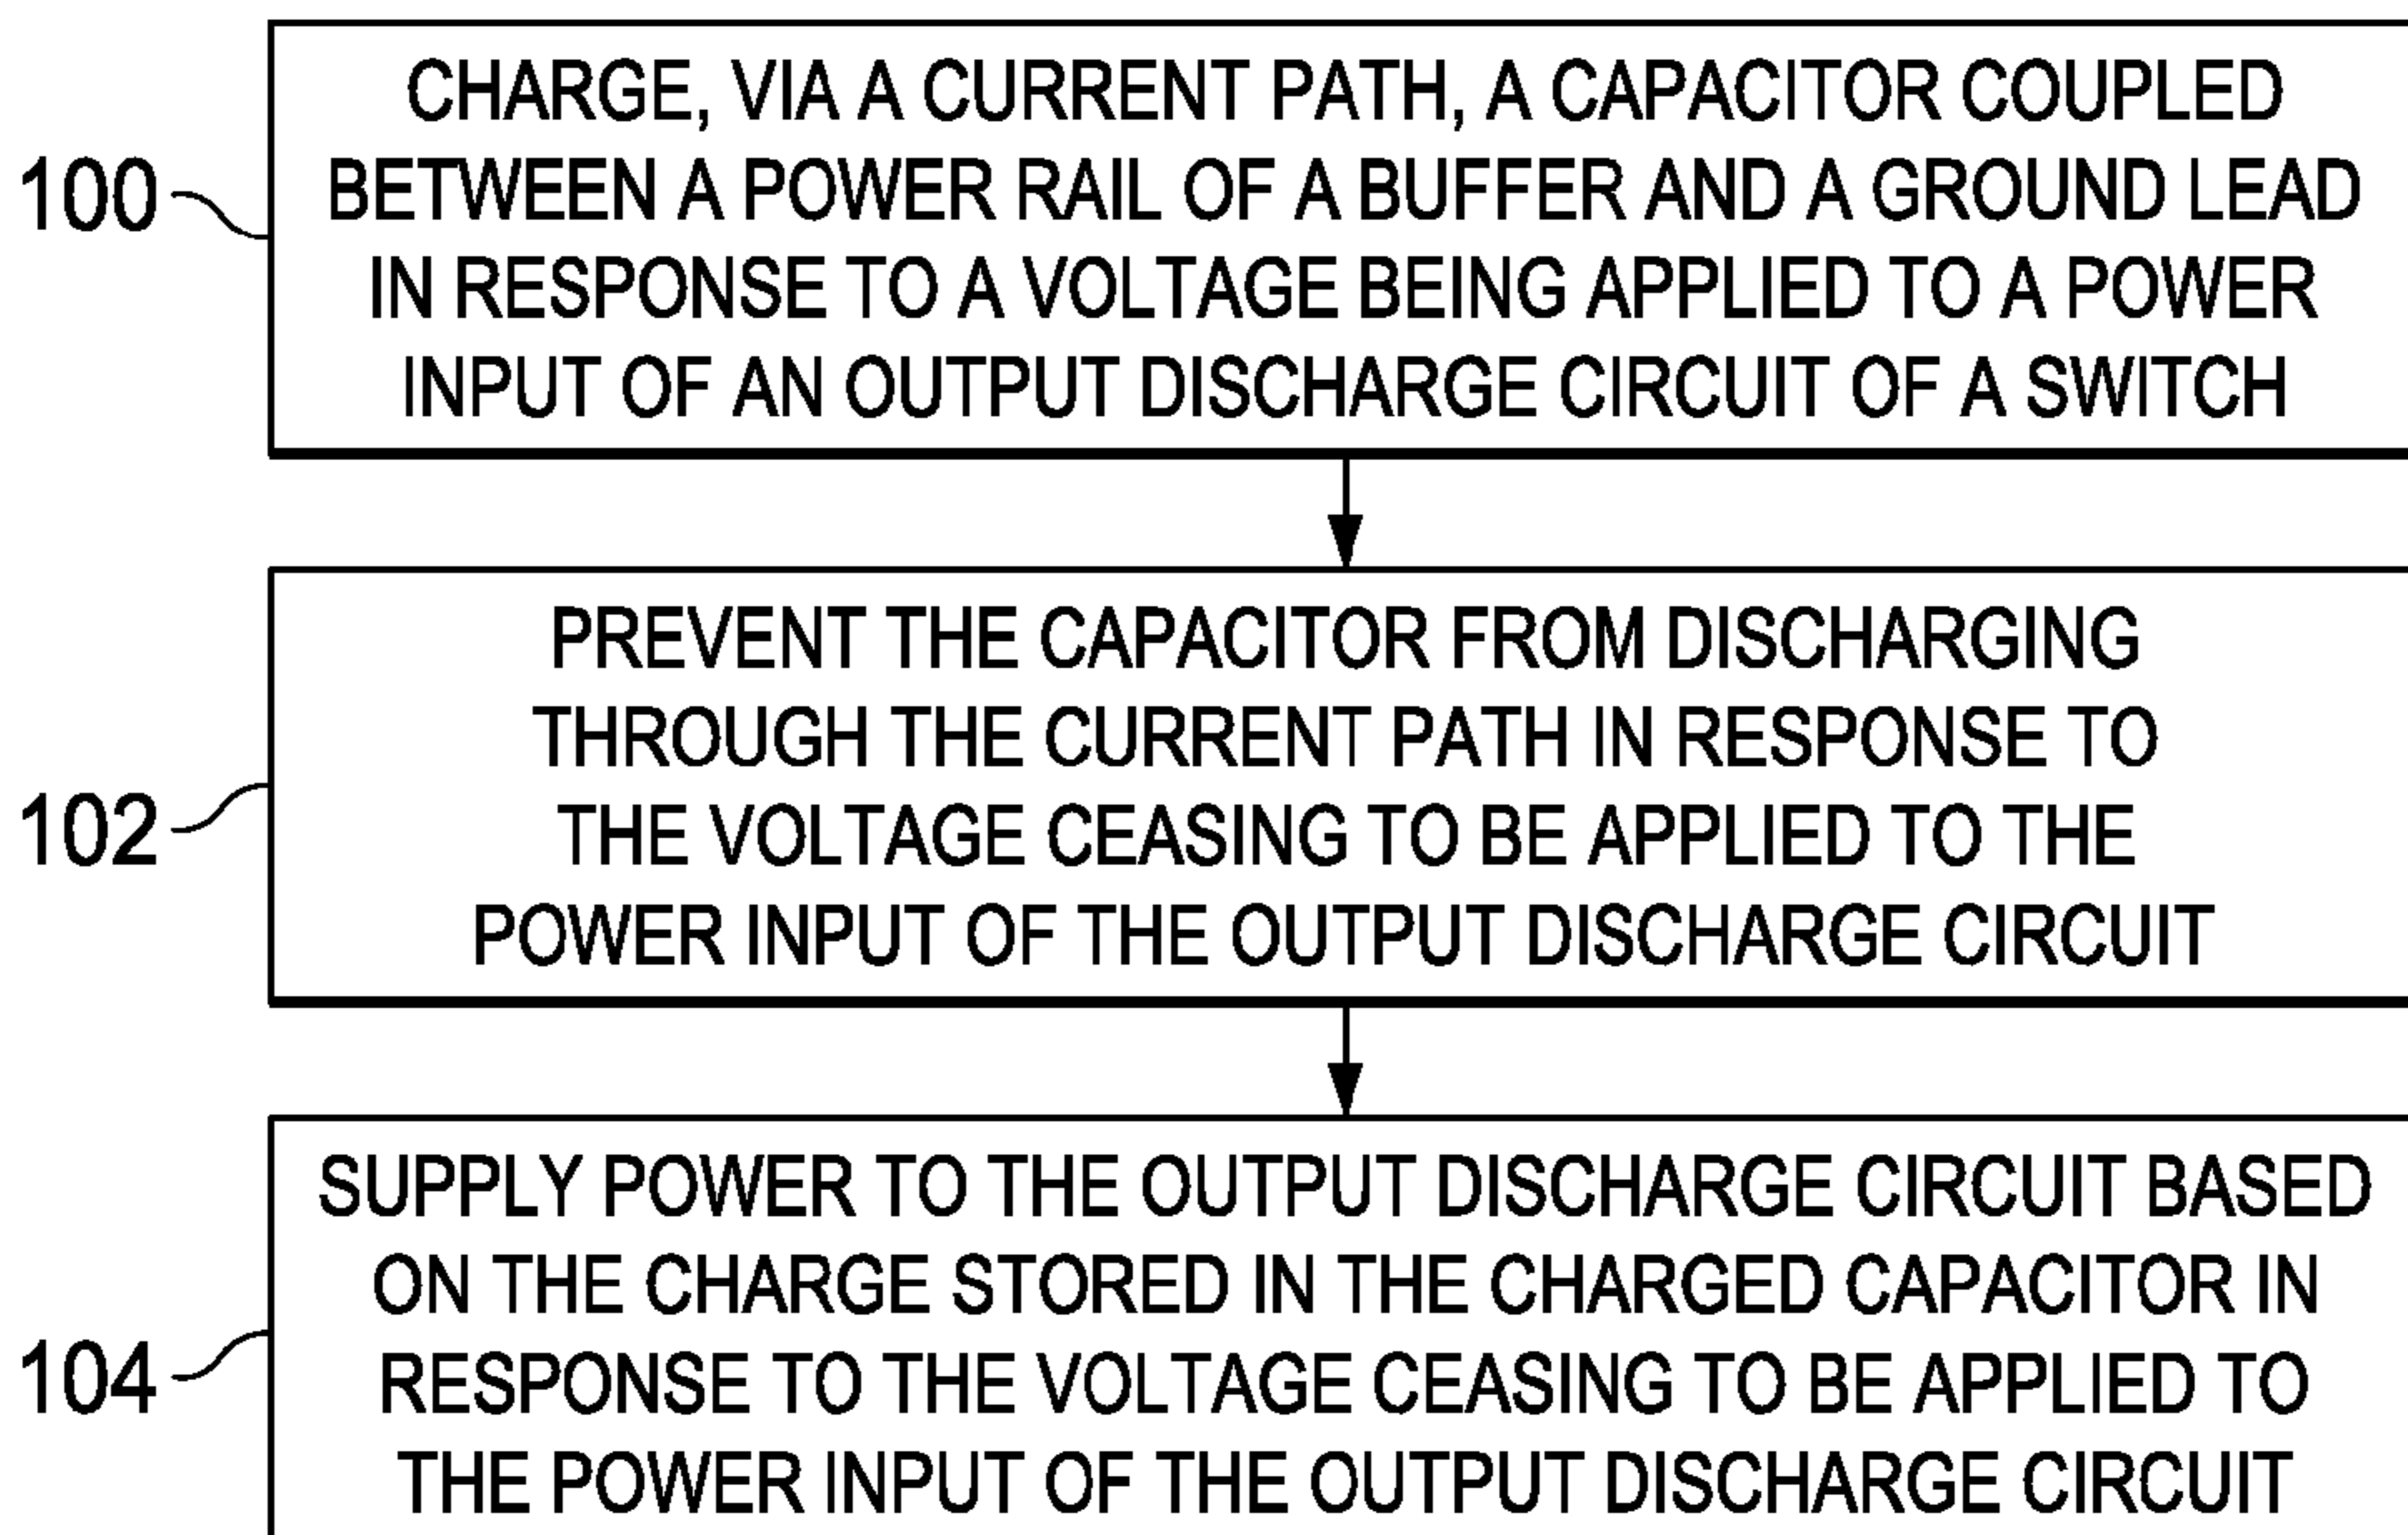 CHARGE, VIA A CURRENT PATH, A CAPACITOR COUPLED
BETWEEN A POWER RAIL OF A BUFFER AND A GROUND LEAD
IN RESPONSE TO A VOLTAGE BEING APPLIED TO A POWER
INPUT OF AN OUTPUT DISCHARGE CIRCUIT OF A SWITCH
100
PREVENT THE CAPACITOR FROM DISCHARGING
THROUGH THE CURRENT PATH IN RESPONSE TO
THE VOLTAGE CEASING TO BE APPLIED TO THE
POWER INPUT OF THE OUTPUT DISCHARGE CIRCUIT
102
SUPPLY POWER TO THE OUTPUT DISCHARGE CIRCUIT BASED
ON THE CHARGE STORED IN THE CHARGED CAPACITOR IN
RESPONSE TO THE VOLTAGE CEASING TO BE APPLIED TO
THE POWER INPUT OF THE OUTPUT DISCHARGE CIRCUIT
104